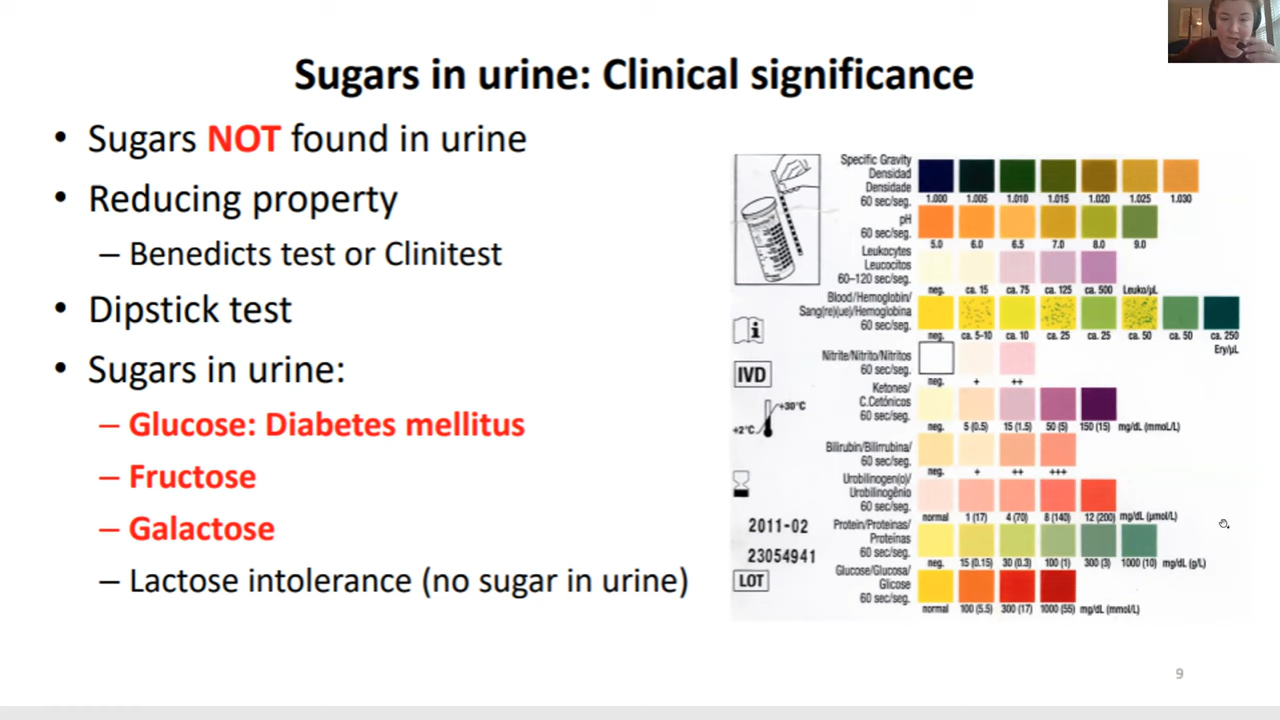 Sugars in urine: Clinical significance
• Sugars NOT found in urine
• Reducing property
– Benedicts test or Clinitest
• Dipstick test
• Sugars in urine:
– Glucose: Diabetes mellitus
– Fructose
– Galactose
– Lactose intolerance (no sugar in urine)
Specific Gravity
Densidad
Densidade
60 sec/seg.
1.000 1.005 1.010 1.015 1.020 1.025 1.030
pH
60 sec/seg.
5.0 6.0 6.5 7.0 8.0 9.0
Leukocytes
Leucocitos
60–120 sec/seg.
neg. ca. 15 ca. 75 ca. 125 ca. 500 Leuko/µL
Blood/Hemoglobin/
Sang(re)(ue)/Hemoglobina
60 sec/seg.
neg. ca. 5-10 ca. 10 ca. 25 ca. 25 ca. 50 ca. 50 ca. 250
Ery/µL
Nitrite/Nitrito/Nitritos
60 sec/seg.
neg. + ++
Ketones/
C.Cetónicos
60 sec/seg.
neg. 5 (0.5) 15 (1.5) 50 (5) 150 (15) mg/dL (mmoL/L)
Bilirubin/Bilirrubina/
60 sec/seg.
neg. + ++ +++
Urobilinogen(o)/
Urobilinogênio
60 sec/seg.
normal 1 (17) 4 (70) 8 (140) 12 (200) mg/dL (µmol/L)
Protein/Proteinas/
Proteinas
60 sec/seg.
neg. 15 (0.15) 30 (0.3) 100 (1) 300 (3) 1000 (10) mg/dL (g/L)
Glucose/Glucosa/
Glicose
60 sec/seg.
normal 100 (5.5) 300 (17) 1000 (55) mg/dL (mmol/L)
i
IVD
+30°C
+2°C
2011-02
23054941
LOT
9